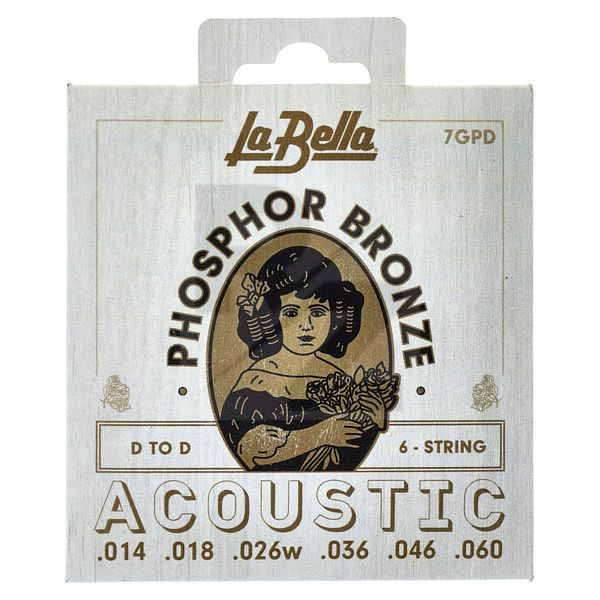 La Bella
7GPD
PHOSPHOR BRONZE
D TO D
6 - STRING
ACOUSTIC
.014 .018 .026w .036 .046 .060